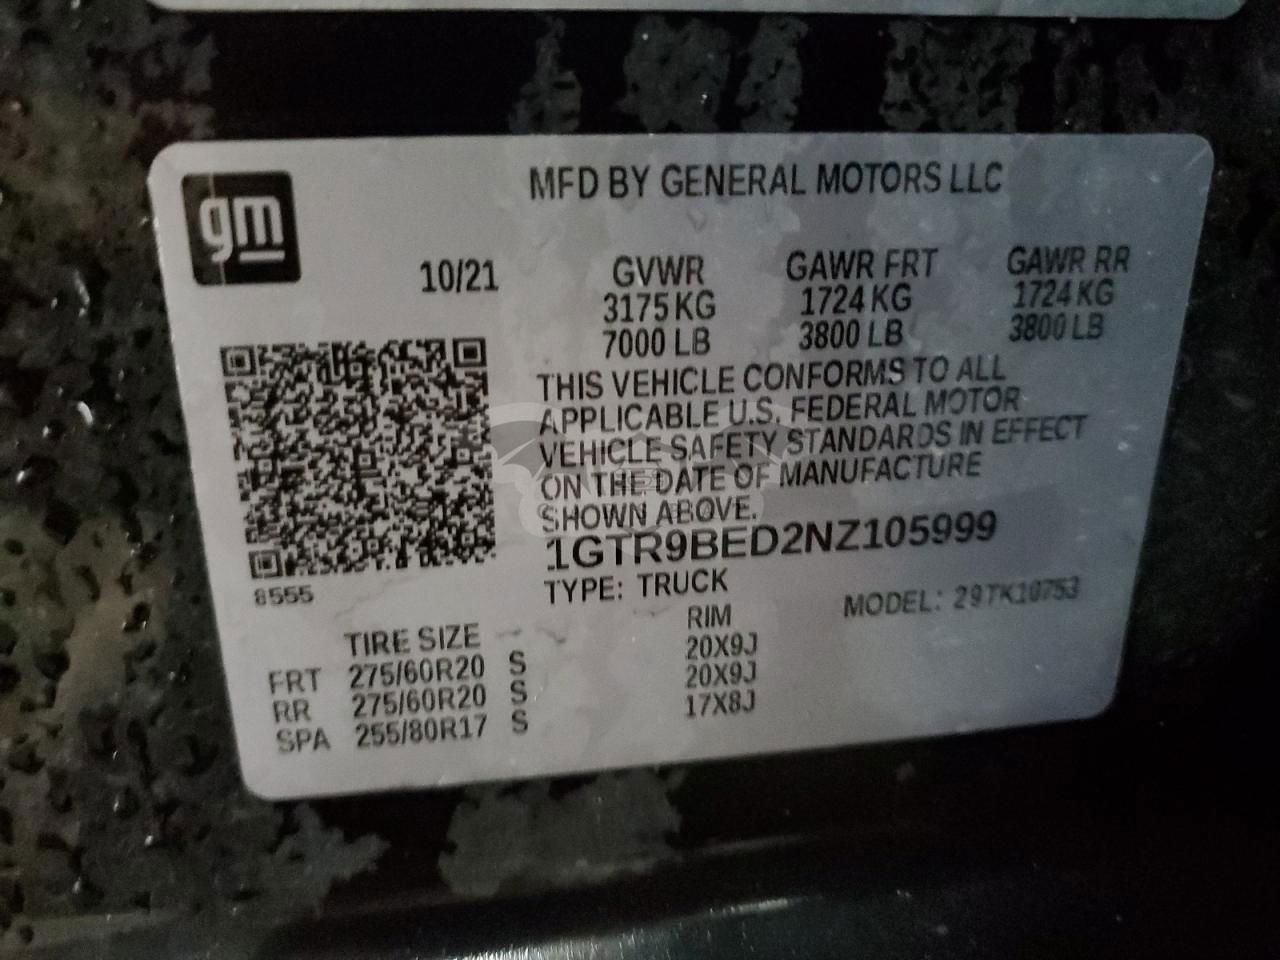 gm
MFD BY GENERAL MOTORS LLC
10/21
GVWR GAWR FRT GAWR RR
3175 KG 1724 KG 1724 KG
7000 LB 3800 LB 3800 LB
THIS VEHICLE CONFORMS TO ALL
APPLICABLE U.S. FEDERAL MOTOR
VEHICLE SAFETY STANDARDS IN EFFECT
ON THE DATE OF MANUFACTURE
SHOWN ABOVE.
1GTR9BED2NZ105999
8555
TYPE: TRUCK MODEL: 29TK10753
TIRE SIZE RIM
FRT 275/60R20 S 20X9J
RR 275/60R20 S 20X9J
SPA 255/80R17 S 17X8J